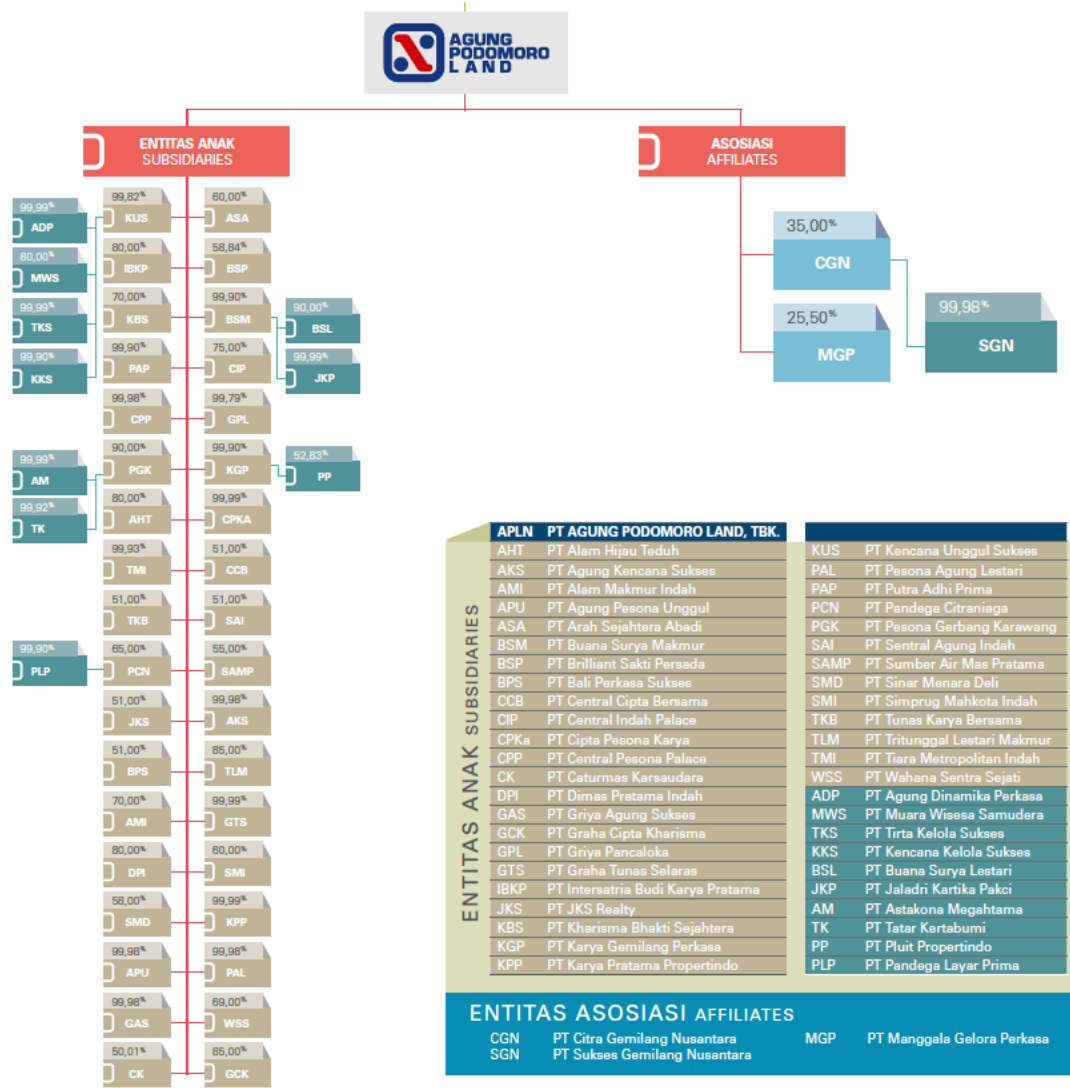 AGUNG
PODOMORO
LAND
ENTITAS ANAK
SUBSIDIARIES
ASOSIASI
AFFILIATES
99,99%
ADP
80,00%
MWS
99,99%
TKS
99,90%
KKS
99,82%
KUS
60,00%
ASA
80,00%
IBKP
58,84%
BSP
70,00%
KBS
99,90%
BSM
90,00%
BSL
99,90%
PAP
75,00%
CIP
99,99%
JKP
99,98%
CPP
99,79%
GPL
99,99%
AM
99,92%
TK
90,00%
PGK
99,90%
KGP
52,83%
PP
80,00%
AHT
99,99%
CPKA
99,93%
TMI
51,00%
CCB
51,00%
TKB
51,00%
SAI
99,90%
PLP
65,00%
PCN
55,00%
SAMP
51,00%
JKS
99,98%
AKS
51,00%
BPS
85,00%
TLM
70,00%
AMI
99,99%
GTS
80,00%
DPI
60,00%
SMI
58,00%
SMD
99,99%
KPP
99,98%
APU
99,98%
PAL
99,98%
GAS
69,00%
WSS
50,01%
CK
85,00%
GCK
35,00%
CGN
25,50%
MGP
99,98%
SGN
ENTITAS ANAK SUBSIDIARIES
APLN PT AGUNG PODOMORO LAND, TBK.
AHT PT Alam Hijau Teduh
AKS PT Agung Kencana Sukses
AMI PT Alam Makmur Indah
APU PT Agung Pesona Unggul
ASA PT Arah Sejahtera Abadi
BSM PT Buana Surya Makmur
BSP PT Brilliant Sakti Persada
BPS PT Bali Perkasa Sukses
CCB PT Central Cipta Bersama
CIP PT Central Indah Palace
CPKa PT Cipta Pesona Karya
CPP PT Central Pesona Palace
CK PT Caturmas Karsaudara
DPI PT Dimas Pratama Indah
GAS PT Griya Agung Sukses
GCK PT Graha Cipta Kharisma
GPL PT Griya Pancaloka
GTS PT Graha Tunas Selaras
IBKP PT Intersatria Budi Karya Pratama
JKS PT JKS Realty
KBS PT Kharisma Bhakti Sejahtera
KGP PT Karya Gemilang Perkasa
KPP PT Karya Pratama Propertindo
KUS PT Kencana Unggul Sukses
PAL PT Pesona Agung Lestari
PAP PT Putra Adhi Prima
PCN PT Pandega Citraniaga
PGK PT Pesona Gerbang Karawang
SAI PT Sentral Agung Indah
SAMP PT Sumber Air Mas Pratama
SMD PT Sinar Menara Deli
SMI PT Simprug Mahkota Indah
TKB PT Tunas Karya Bersama
TLM PT Tritunggal Lestari Makmur
TMI PT Tiara Metropolitan Indah
WSS PT Wahana Sentra Sejati
ADP PT Agung Dinamika Perkasa
MWS PT Muara Wisesa Samudera
TKS PT Tirta Kelola Sukses
KKS PT Kencana Kelola Sukses
BSL PT Buana Surya Lestari
JKP PT Jaladri Kartika Pakci
AM PT Astakona Megahtama
TK PT Tatar Kertabumi
PP PT Pluit Propertindo
PLP PT Pandega Layar Prima
ENTITAS ASOSIASI AFFILIATES
CGN PT Citra Gemilang Nusantara
SGN PT Sukses Gemilang Nusantara
MGP PT Manggala Gelora Perkasa